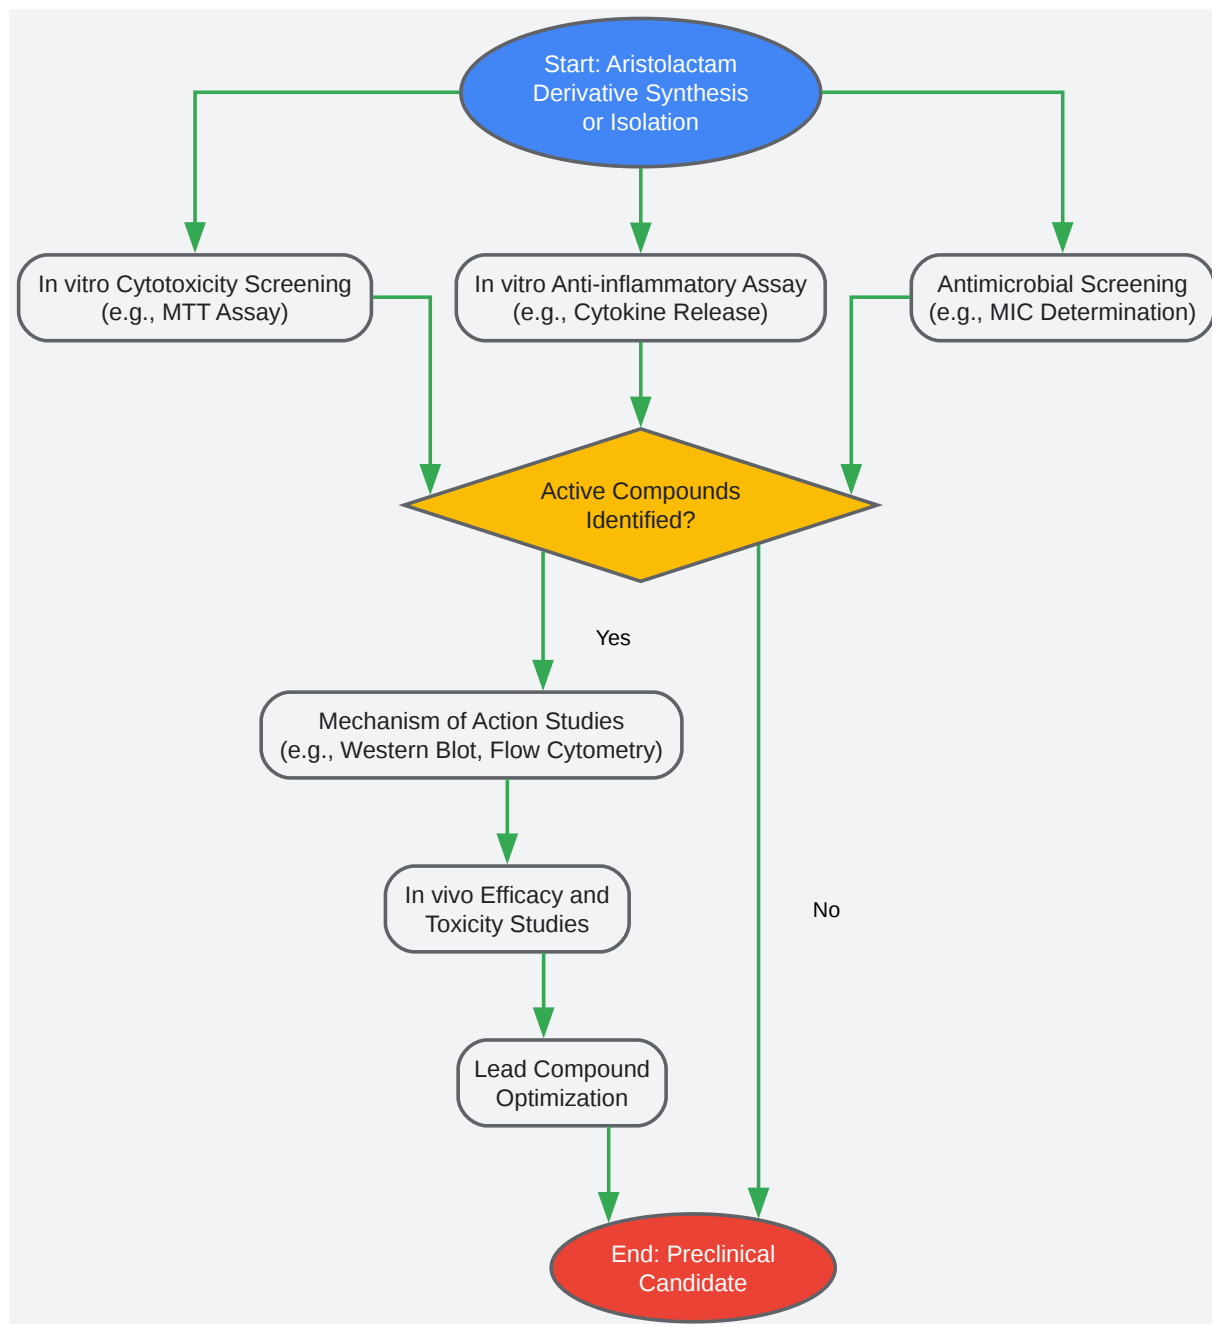 Start: Aristolactam
Derivative Synthesis
or Isolation
In vitro Cytotoxicity Screening
(e.g., MTT Assay)
In vitro Anti-inflammatory Assay
(e.g., Cytokine Release)
Antimicrobial Screening
(e.g., MIC Determination)
Active Compounds
Identified?
Yes
Mechanism of Action Studies
(e.g., Western Blot, Flow Cytometry)
In vivo Efficacy and
Toxicity Studies
No
Lead Compound
Optimization
End: Preclinical
Candidate